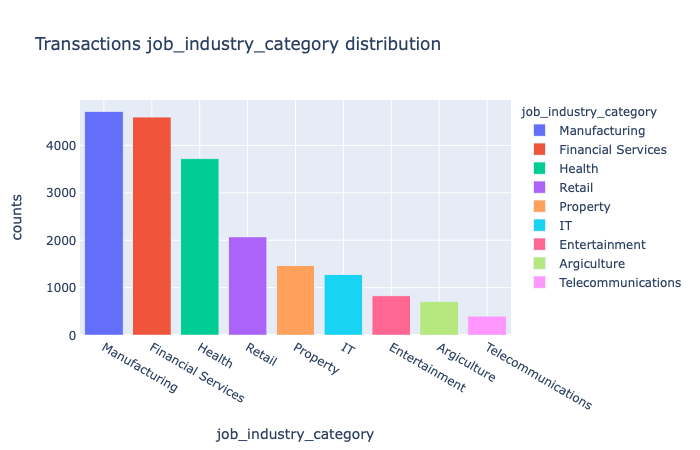 Transactions job_industry_category distribution
counts
4000
3000
2000
1000
0
Manufacturing
Financial Services
Health
Retail
Property
IT
Entertainment
Argiculture
Telecommunications
job_industry_category
job_industry_category
Manufacturing
Financial Services
Health
Retail
Property
IT
Entertainment
Argiculture
Telecommunications